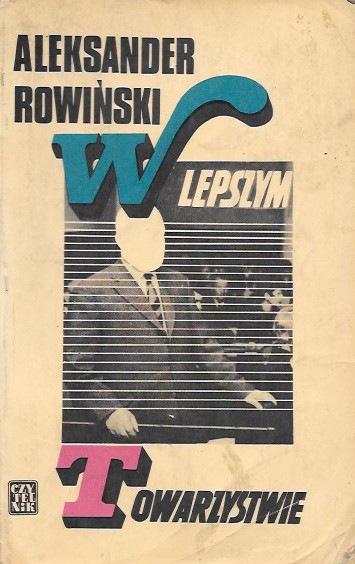 ALEKSANDER
ROWIŃSKI
W LEPSZYM
TOWARZYSTWIE
CZY
TEL
NIK